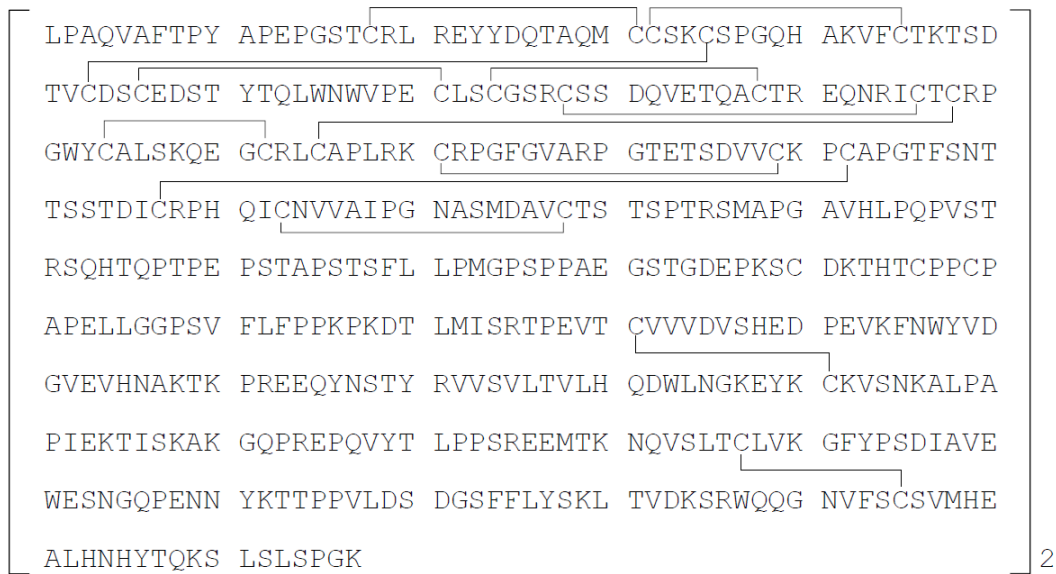 LPAQVAFTPY APEPGSTCRL REYYDQTAQM CCSKCSPGQH AKVFCTKTSD
TVCDSCEDST YTQLWNWVPE CLSCGSRCSS DQVETQACTR EQNRICTCRP
GWYCALSKQE GCRLCAPLRK CRPGFGVARP GTETSDVVCK PCAPGTFSNT
TSSTDICRPH QICNVVAIPG NASMDAVCTS TSPTRSMAPG AVHLPQPVST
RSQHTQPTPE PSTAPSTSFL LPMGPSPPAE GSTGDEPKSC DKTHTCPPCP
APELLGGPSV FLFPPKPKDT LMISRTPEVT CVVVDVSHED PEVKFNWYVD
GVEVHNAKTK PREEQYNSTY RVVSVLTVLH QDWLNGKEYK CKVSNKALPA
PIEKTISKAK GQPREPQVYT LPPSREEMTK NQVSLTCLVK GFYPSDIAVE
WESNGQPENN YKTTPPVLDS DGSFFLYSKL TVDKSRWQQG NVFSCSVMHE
ALHNHYTQKS LSLSPGK
2